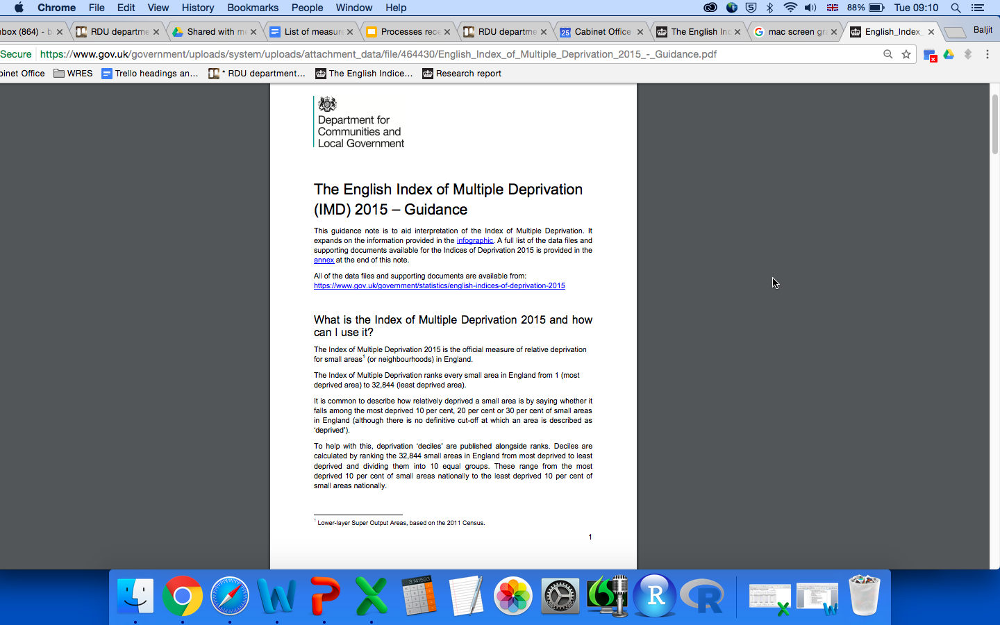 Chrome File Edit View History Bookmarks People Window Help 88% Tue 09:10
nbox (864) - b RDU departme Shared with me List of measure Processes rece RDU departme 25 Cabinet Office The English Inc mac screen gra English_Index_ Baljit
Secure https://www.gov.uk/government/uploads/system/uploads/attachment_data/file/464430/English_Index_of_Multiple_Deprivation_2015_-_Guidance.pdf
binet Office WRES Trello headings an... * RDU department... The English Indice... Research report
Department for
Communities and
Local Government
The English Index of Multiple Deprivation
(IMD) 2015 – Guidance
This guidance note is to aid interpretation of the Index of Multiple Deprivation. It
expands on the information provided in the infographic. A full list of the data files and
supporting documents available for the Indices of Deprivation 2015 is provided in the
annex at the end of this note.
All of the data files and supporting documents are available from:
https://www.gov.uk/government/statistics/english-indices-of-deprivation-2015
What is the Index of Multiple Deprivation 2015 and how
can I use it?
The Index of Multiple Deprivation 2015 is the official measure of relative deprivation
for small areas1 (or neighbourhoods) in England.
The Index of Multiple Deprivation ranks every small area in England from 1 (most
deprived area) to 32,844 (least deprived area).
It is common to describe how relatively deprived a small area is by saying whether it
falls among the most deprived 10 per cent, 20 per cent or 30 per cent of small areas
in England (although there is no definitive cut-off at which an area is described as
‘deprived’).
To help with this, deprivation ‘deciles’ are published alongside ranks. Deciles are
calculated by ranking the 32,844 small areas in England from most deprived to least
deprived and dividing them into 10 equal groups. These range from the most
deprived 10 per cent of small areas nationally to the least deprived 10 per cent of
small areas nationally.
1 Lower-layer Super Output Areas, based on the 2011 Census.
1
3.141593
R
R